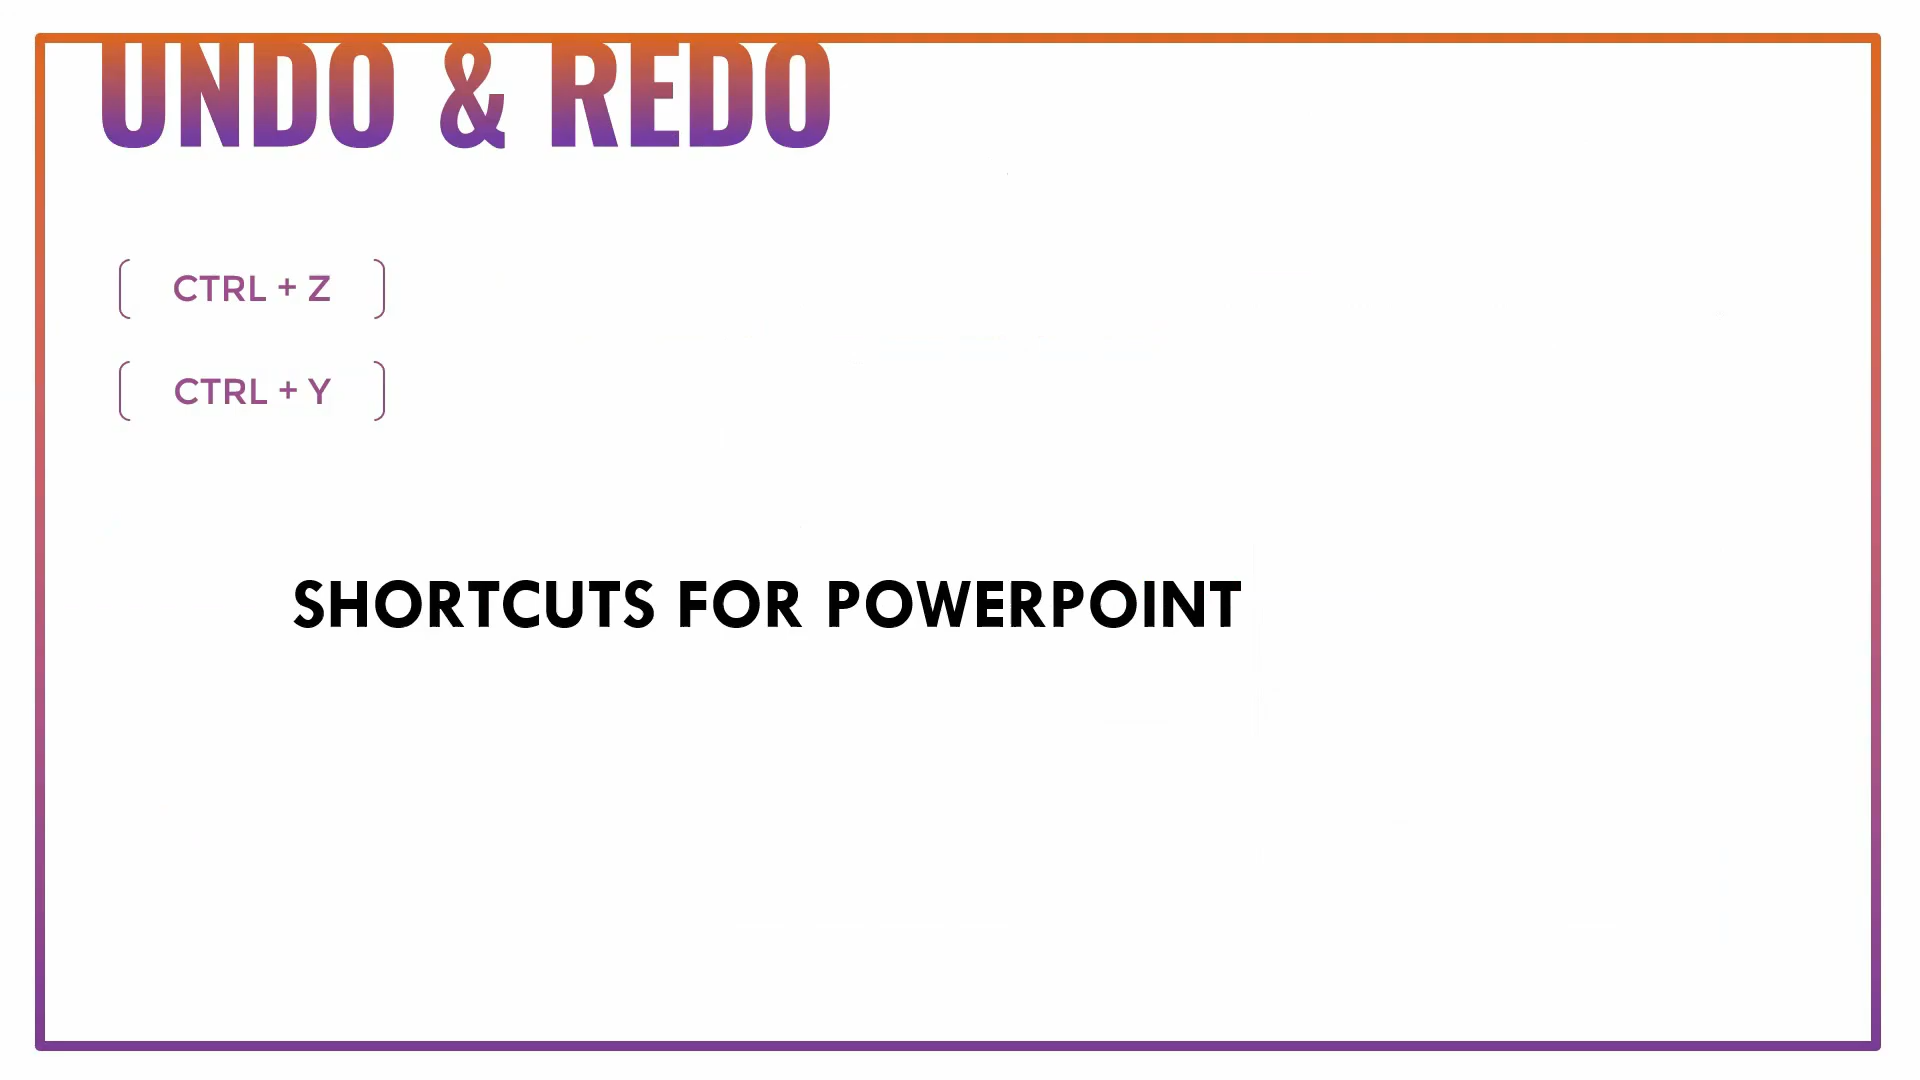 UNDO & REDO
CTRL + Z
CTRL + Y
SHORTCUTS FOR POWERPOINT